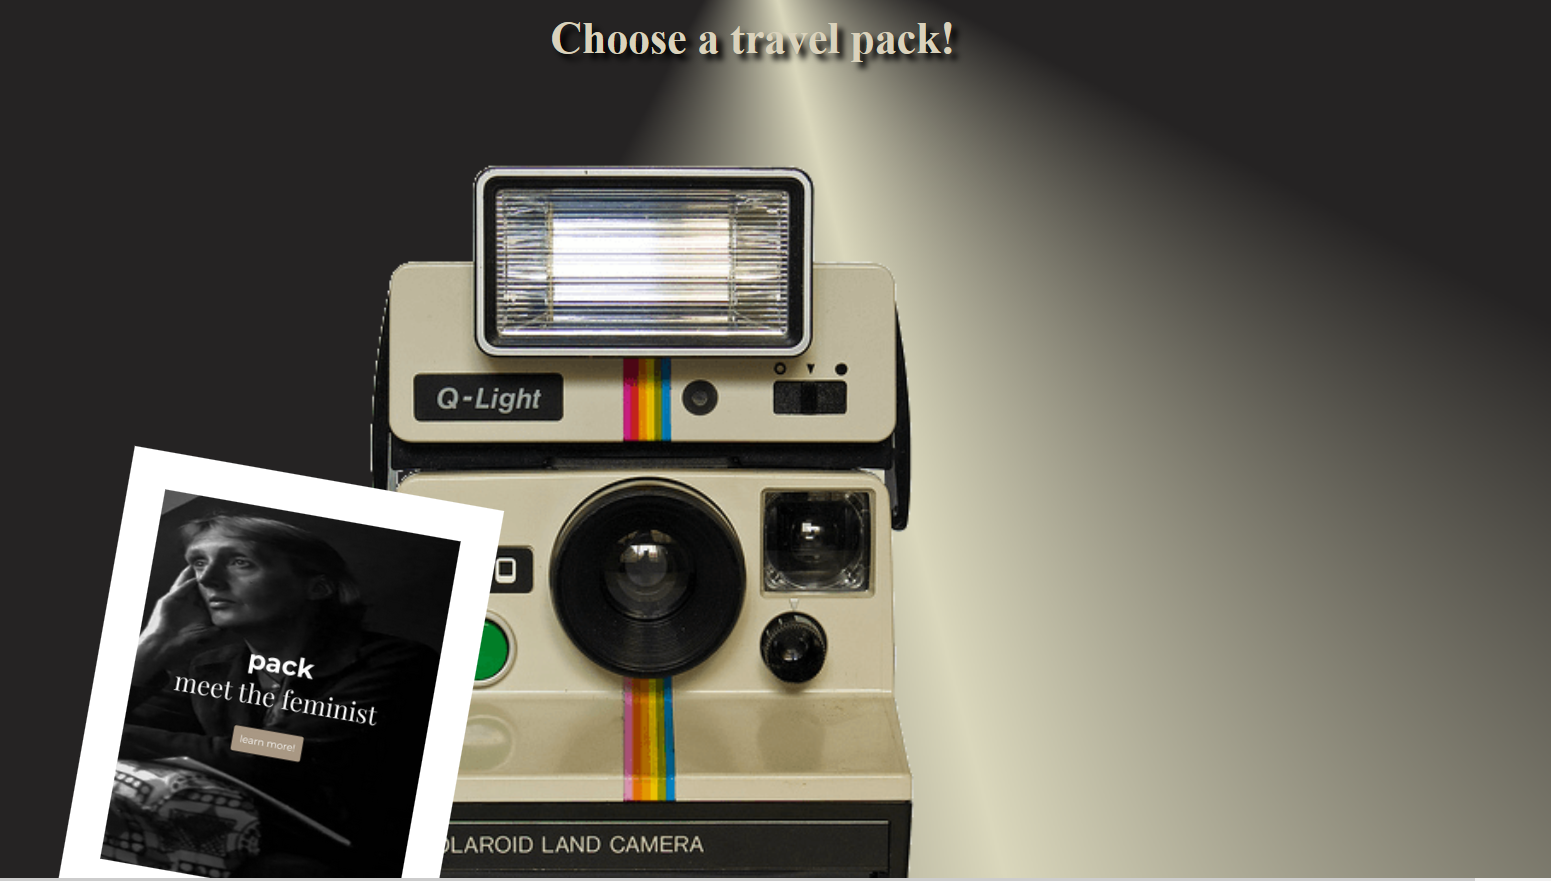 Choose a travel pack!
Q-Light
pack
meet the feminist
learn more!
OLAROID LAND CAMERA